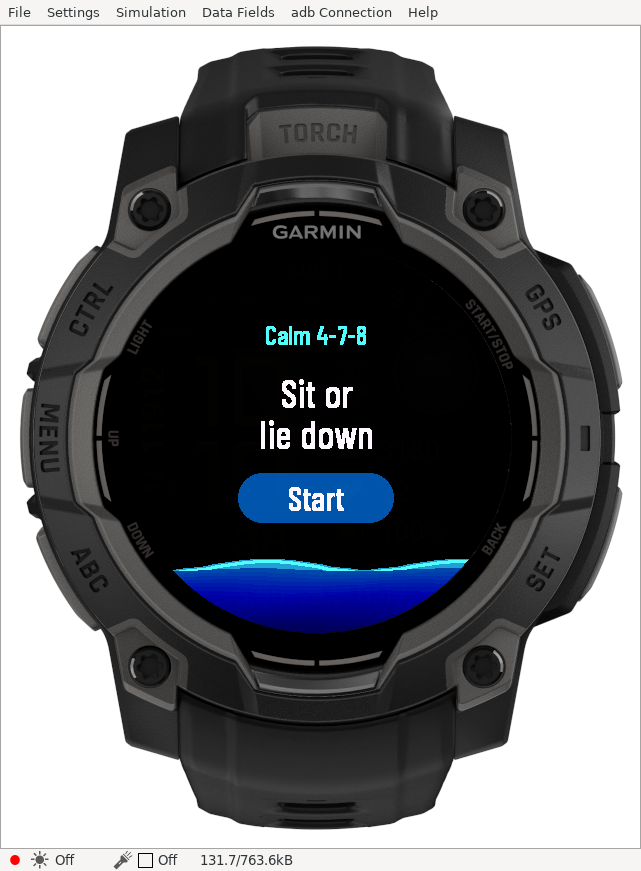 File Settings Simulation Data Fields adb Connection Help
TORCH
GARMIN
CTRL
LIGHT
GPS
START/STOP
Calm 4-7-8
Sit or
lie down
Start
MENU
UP
ABC
DOWN
SET
BACK
Off Off 131.7/763.6kB